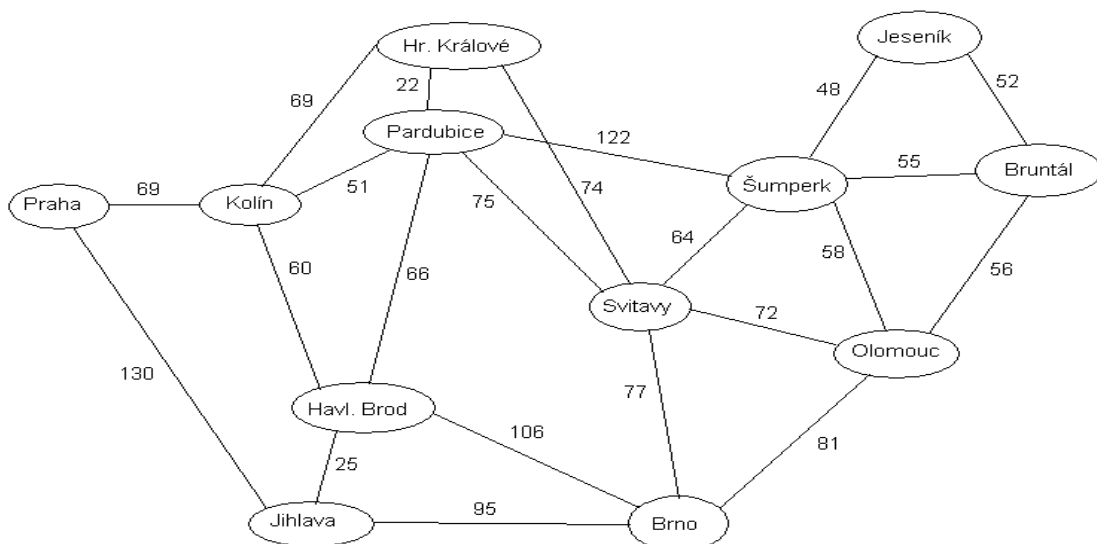 Hr. Králové
Jeseník
69
22
48
52
Pardubice
122
55
Bruntál
Praha
69
Kolín
51
75
74
Šumperk
64
60
66
58
56
Svitavy
72
Olomouc
130
77
Havl. Brod
106
81
25
Jihlava
95
Brno